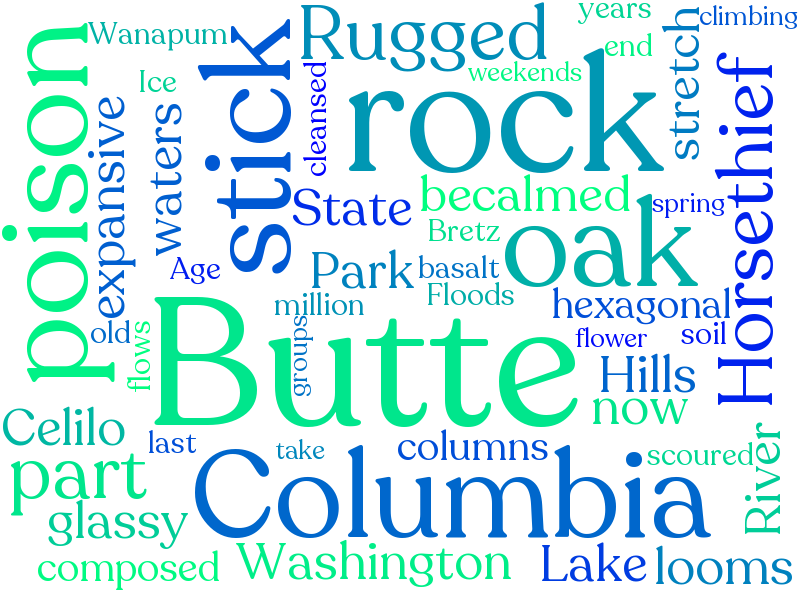 years
climbing
Wanapum
Rugged
end
Ice
weekends
poison
stick
rock
stretch
Horsethief
cleansed
expansive
waters
State
becalmed
spring
Bretz
oak
Age
Park
basalt
Floods
million
hexagonal
old
flows
groups
Butte
flower
soil
Hills
now
Celilo
last
take
columns
scoured
River
part
Columbia
glassy
composed
Washington
Lake
looms